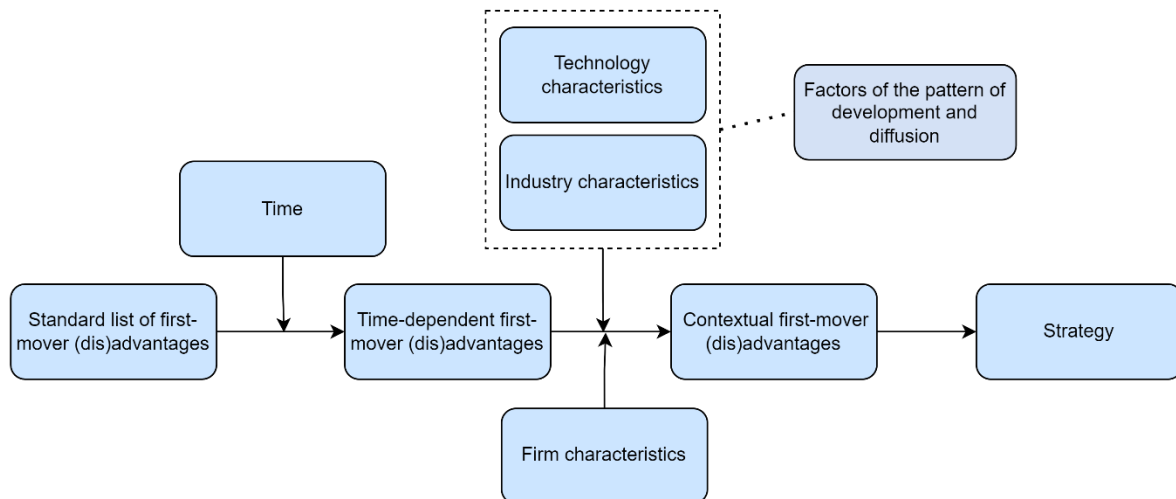 Technology
characteristics
Factors of the pattern of
development and
diffusion
Industry characteristics
Time
Standard list of first-
mover (dis)advantages
Time-dependent first-
mover (dis)advantages
Contextual first-mover
(dis)advantages
Strategy
Firm characteristics